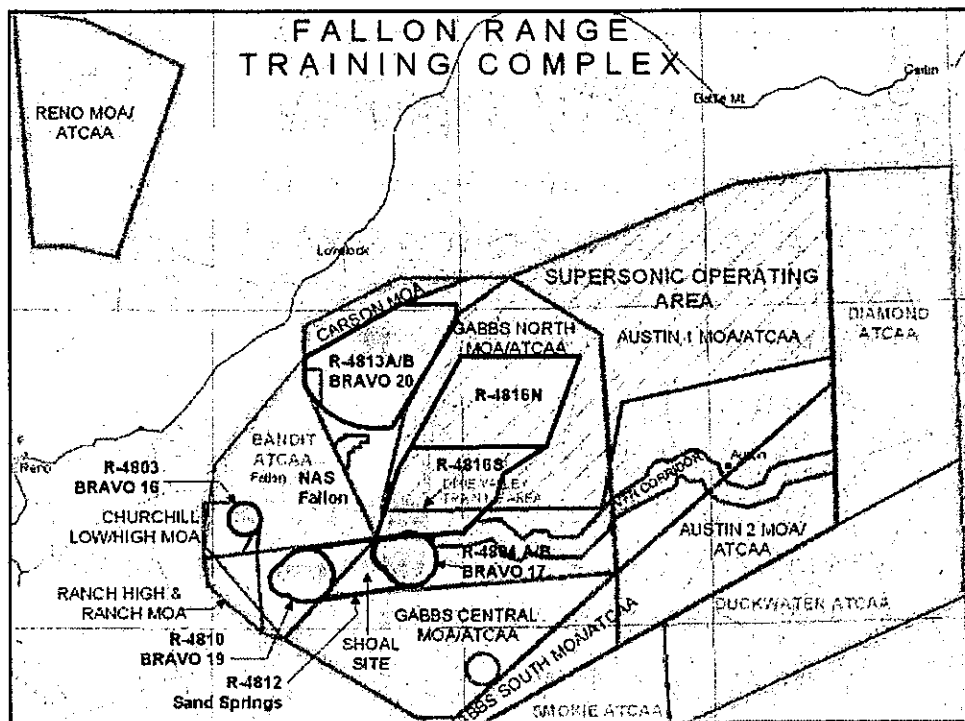 FALLON RANGE
TRAINING COMPLEX
Carlin
Battle Mt.
RENO MOA/
ATCAA
Lovelock
SUPERSONIC OPERATING
AREA
CARSON MOA
GABBS NORTH
MOA/ATCAA
AUSTIN 1 MOA/ATCAA
DIAMOND
ATCAA
R-4813A/B
BRAVO 20
R-4816N
BANDIT
ATCAA
Reno
R-4803
BRAVO 16
Fallon
NAS
Fallon
R-4816S
DIXIE VALLEY
AREA
CORRIDOR
Austin
CHURCHILL
LOW/HIGH MOA
AUSTIN 2 MOA/
ATCAA
R-4804 A/B
BRAVO 17
RANCH HIGH &
RANCH MOA
GABBS CENTRAL
MOA/ATCAA
DUCKWATER ATCAA
SHOAL
SITE
R-4810
BRAVO 19
R-4812
Sand Springs
ABBS SOUTH MOA/ATCAA
SMOKIE ATCAA